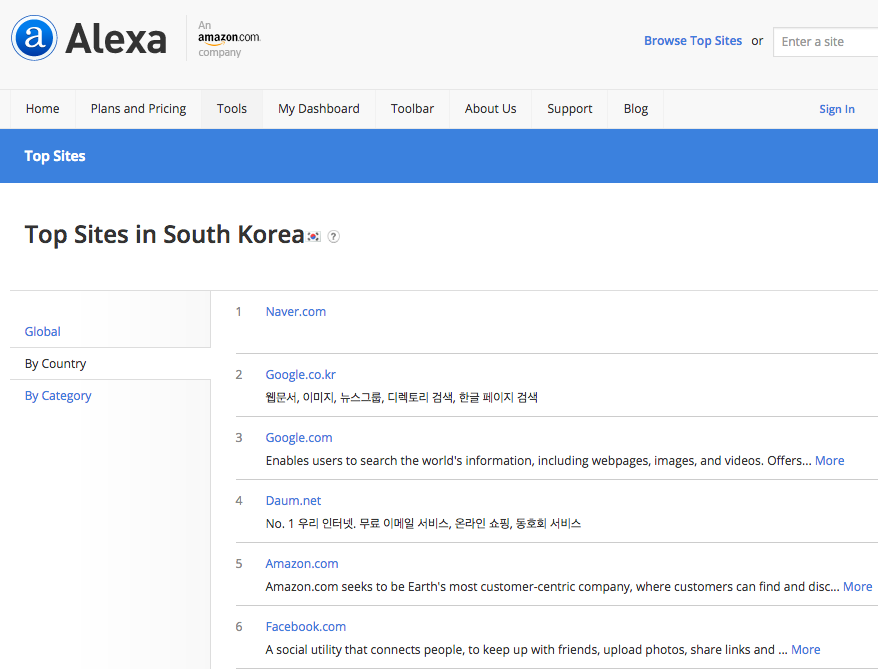 a Alexa
An
amazon.com.
company
Browse Top Sites or Enter a site
Home Plans and Pricing Tools My Dashboard Toolbar About Us Support Blog Sign In
Top Sites
Top Sites in South Korea ?
Global
By Country
By Category
1 Naver.com
2 Google.co.kr
웹문서, 이미지, 뉴스그룹, 디렉토리 검색, 한글 페이지 검색
3 Google.com
Enables users to search the world's information, including webpages, images, and videos. Offers... More
4 Daum.net
No. 1 우리 인터넷. 무료 이메일 서비스, 온라인 쇼핑, 동호회 서비스
5 Amazon.com
Amazon.com seeks to be Earth's most customer-centric company, where customers can find and disc... More
6 Facebook.com
A social utility that connects people, to keep up with friends, upload photos, share links and ... More